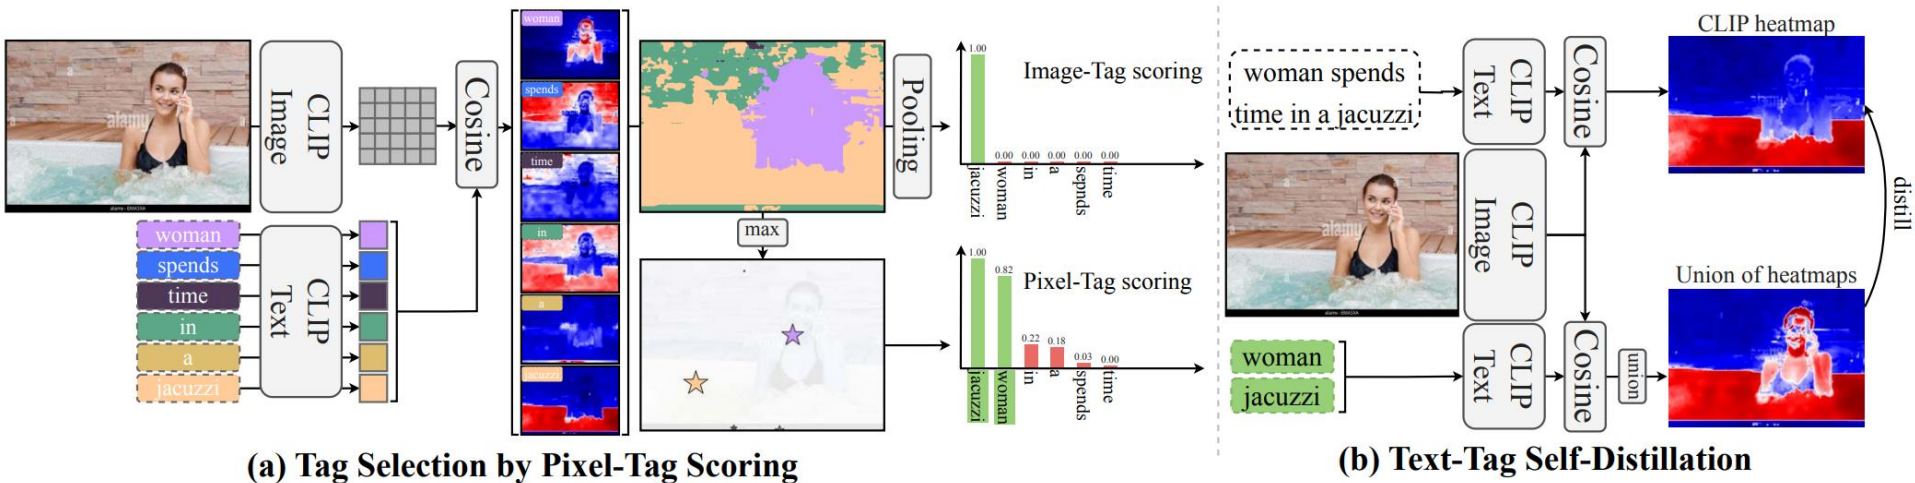 CLIP
Image
Cosine
woman
spends
time
in
a
jacuzzi
CLIP
Text
woman
spends
time
in
a
jacuzzi
max
Pooling
Image-Tag scoring
1.00
0.00
0.00
0.00
0.00
0.00
jacuzzi
woman
in
a
sepnds
time
Pixel-Tag scoring
1.00
0.82
0.22
0.18
0.03
0.00
jacuzzi
woman
in
a
spends
time
(a) Tag Selection by Pixel-Tag Scoring
woman spends
time in a jacuzzi
CLIP
Text
Cosine
CLIP heatmap
alamy
a
a
a
CLIP
Image
distill
Union of heatmaps
woman
jacuzzi
CLIP
Text
Cosine
union
alamy
a
(b) Text-Tag Self-Distillation